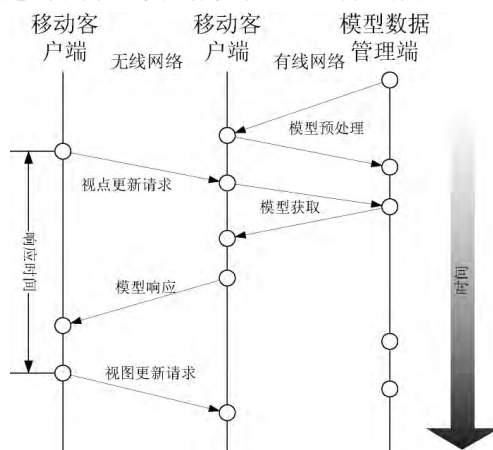 移动客
户端
无线网络
移动客
户端
有线网络
模型数据
管理端
模型预处理
视点更新请求
模型获取
模型响应
视图更新请求
响应时间
时间